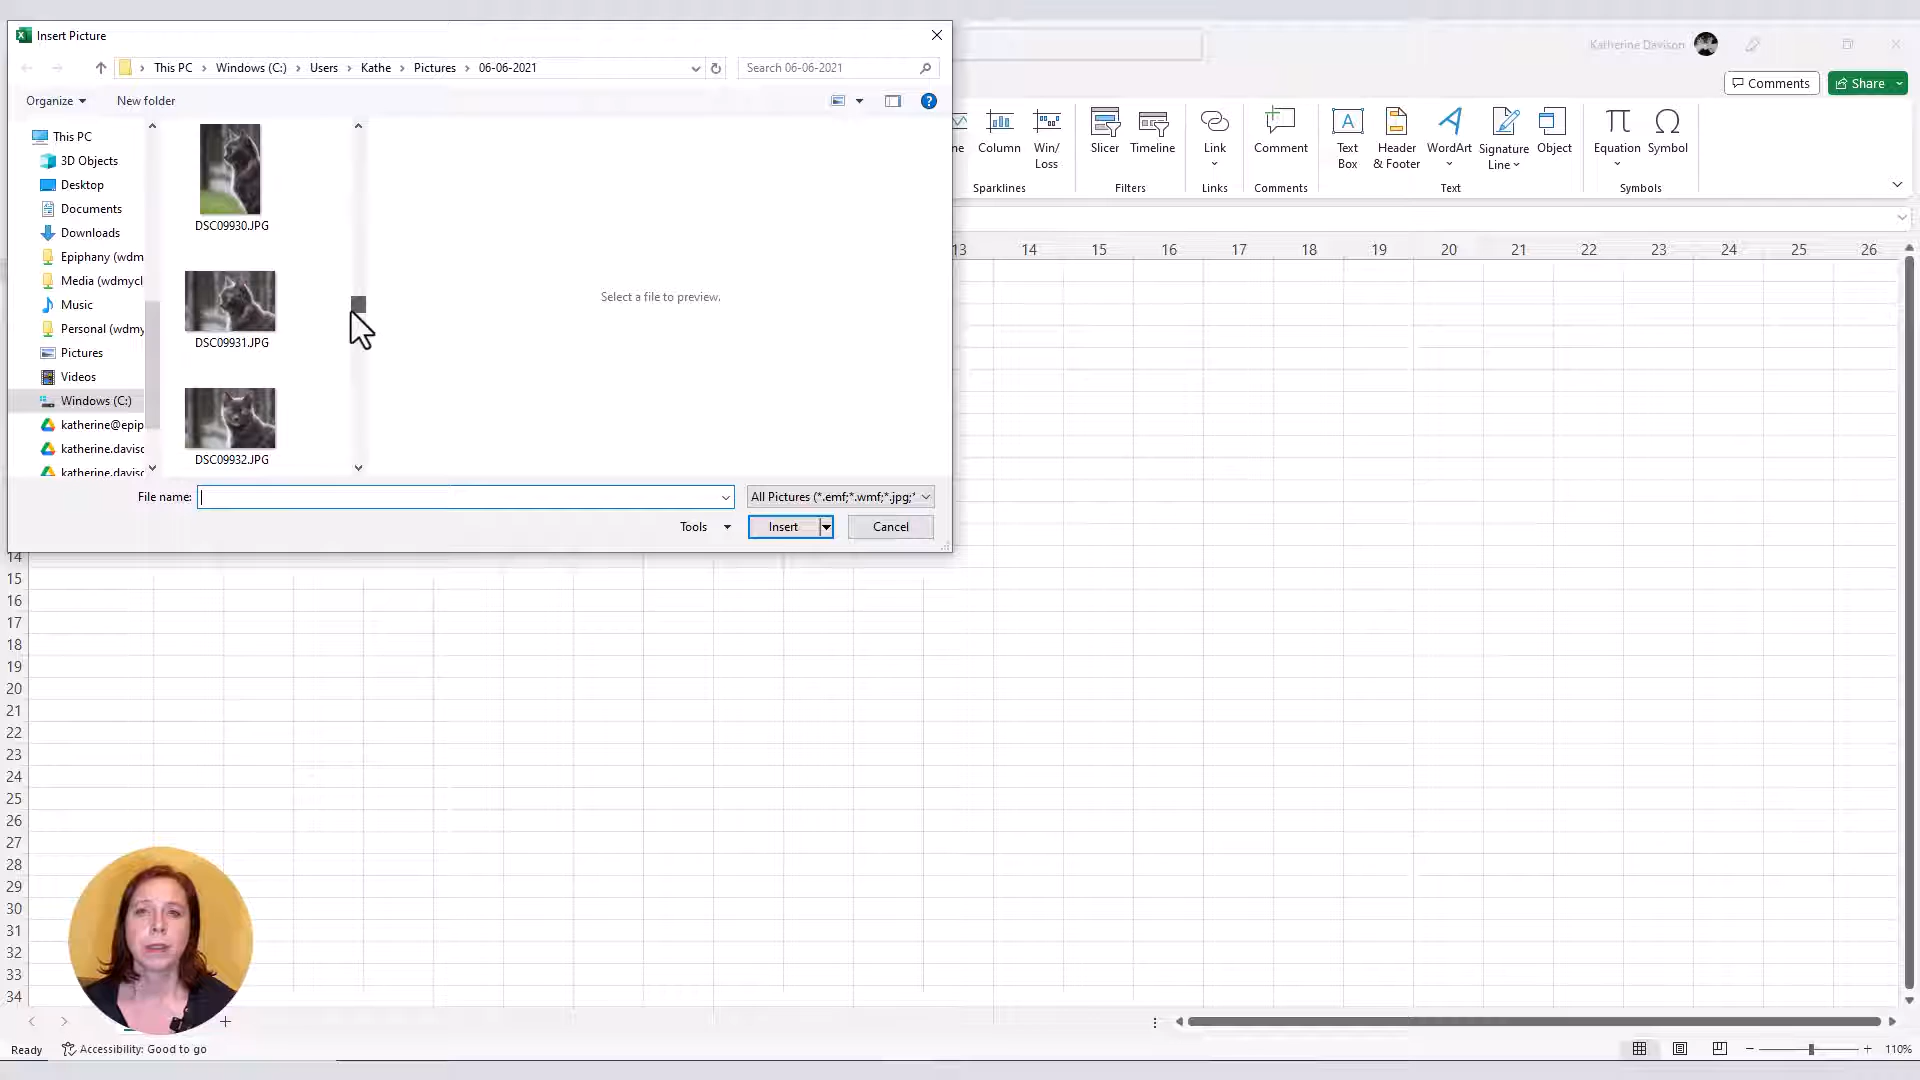 Insert Picture
This PC
Windows (C:)
Users
Kathe
Pictures
06-06-2021
Search 06-06-2021
Organize
New folder
This PC
3D Objects
Desktop
Documents
Downloads
Epiphany (wdm
Media (wdmycl
Music
Personal (wdmy
Pictures
Videos
Windows (C:)
katherine@epip
katherine.davisc
katherine.davisc
DSC09930.JPG
DSC09931.JPG
DSC09932.JPG
Select a file to preview.
File name:
All Pictures (*.emf;*.wmf;*.jpg;*
Tools
Insert
Cancel
Katherine Davison
Comments
Share
ne
Column
Win/
Loss
Sparklines
Slicer
Timeline
Filters
Link
Links
Comment
Comments
Text
Box
Header
& Footer
WordArt
Signature
Line
Object
Text
Equation
Symbol
Symbols
13 14 15 16 17 18 19 20 21 22 23 24 25 26
14
15
16
17
18
19
20
21
22
23
24
25
26
27
28
29
30
31
32
33
34
Ready
Accessibility: Good to go
110%